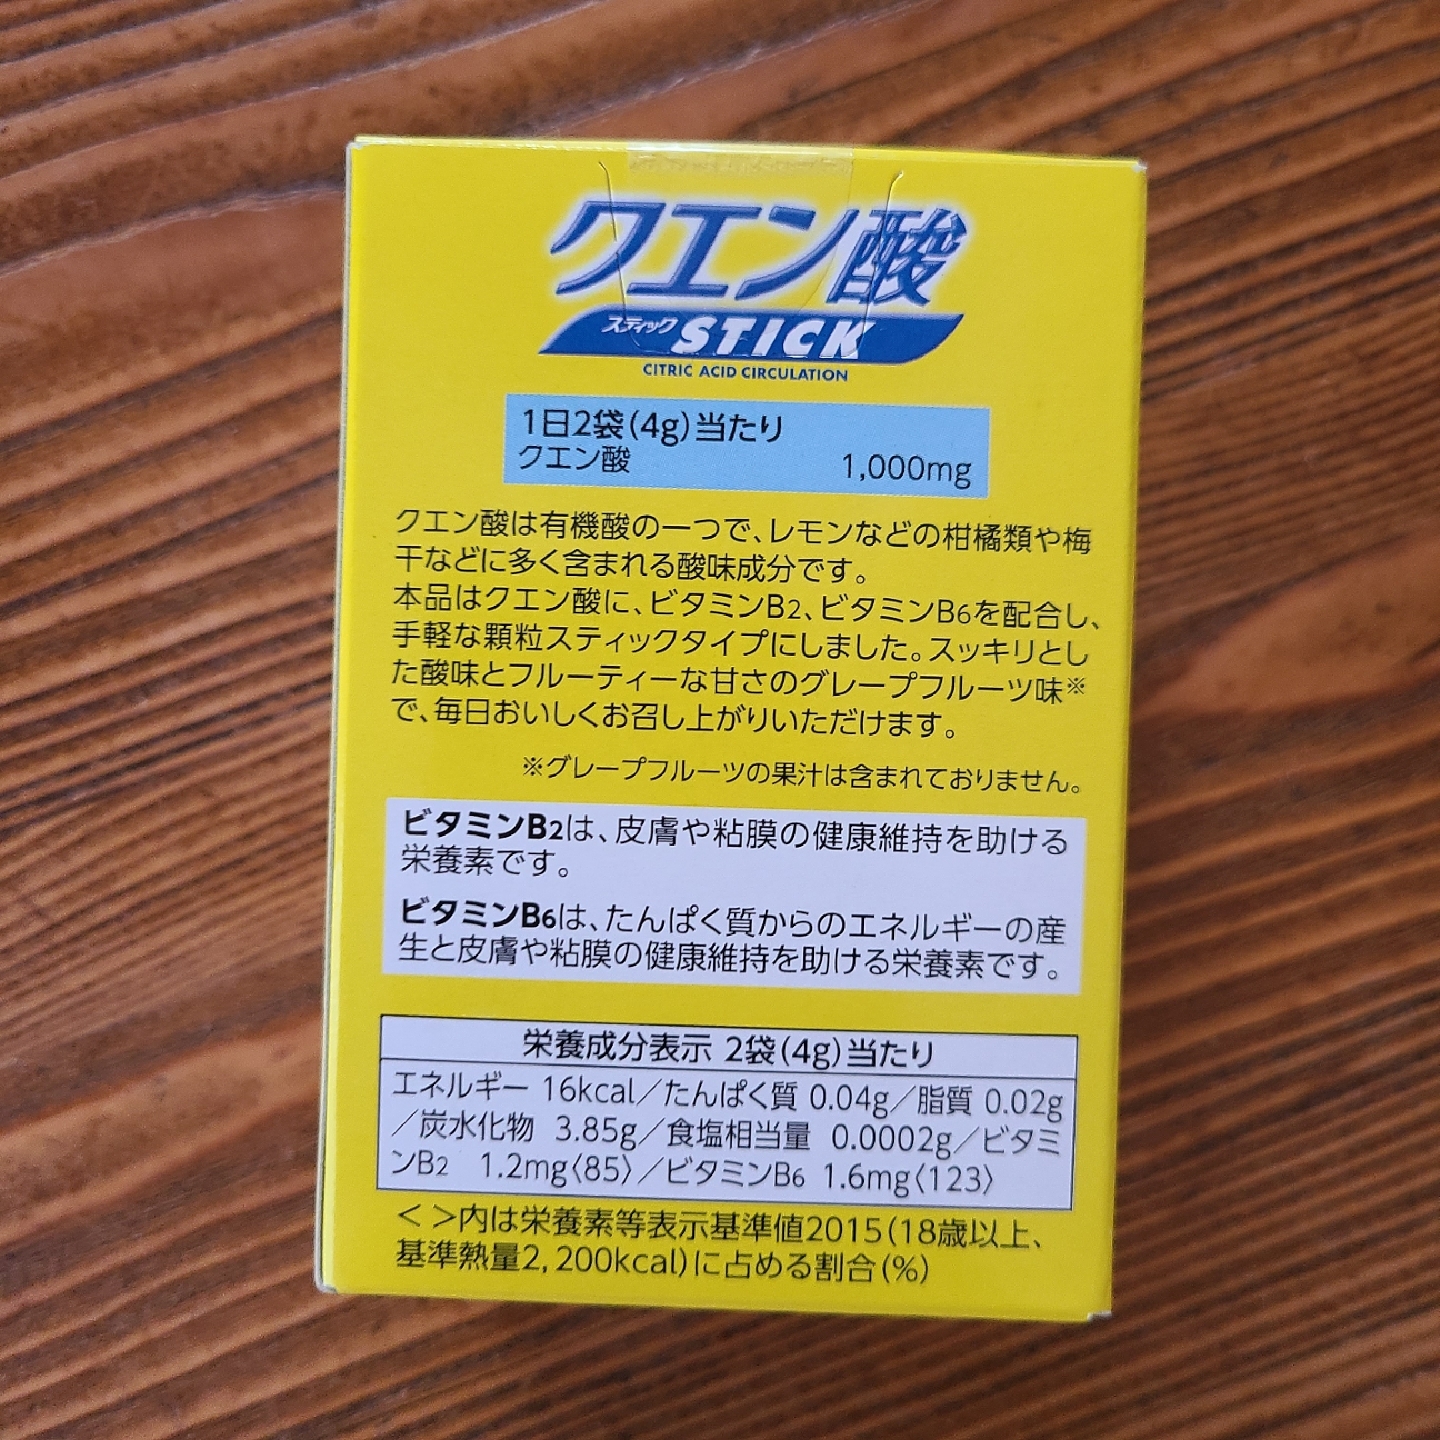 クエン酸
スティック STICK
CITRIC ACID CIRCULATION
1日2袋(4g)当たり
クエン酸 1,000mg
クエン酸は有機酸の一つで、レモンなどの柑橘類や梅
干などに多く含まれる酸味成分です。
本品はクエン酸に、ビタミンB2、ビタミンB6を配合し、
手軽な顆粒スティックタイプにしました。スッキリとし
た酸味とフルーティーな甘さのグレープフルーツ味※
で、毎日おいしくお召し上がりいただけます。
※グレープフルーツの果汁は含まれておりません。
ビタミンB2は、皮膚や粘膜の健康維持を助ける
栄養素です。
ビタミンB6は、たんぱく質からのエネルギーの産
生と皮膚や粘膜の健康維持を助ける栄養素です。
栄養成分表示 2袋(4g)当たり
エネルギー 16kcal/たんぱく質 0.04g/脂質 0.02g
/炭水化物 3.85g/食塩相当量 0.0002g/ビタミ
ンB2 1.2mg〈85〉/ビタミンB6 1.6mg〈123〉
< >内は栄養素等表示基準値2015(18歳以上、
基準熱量2,200kcal)に占める割合(%)